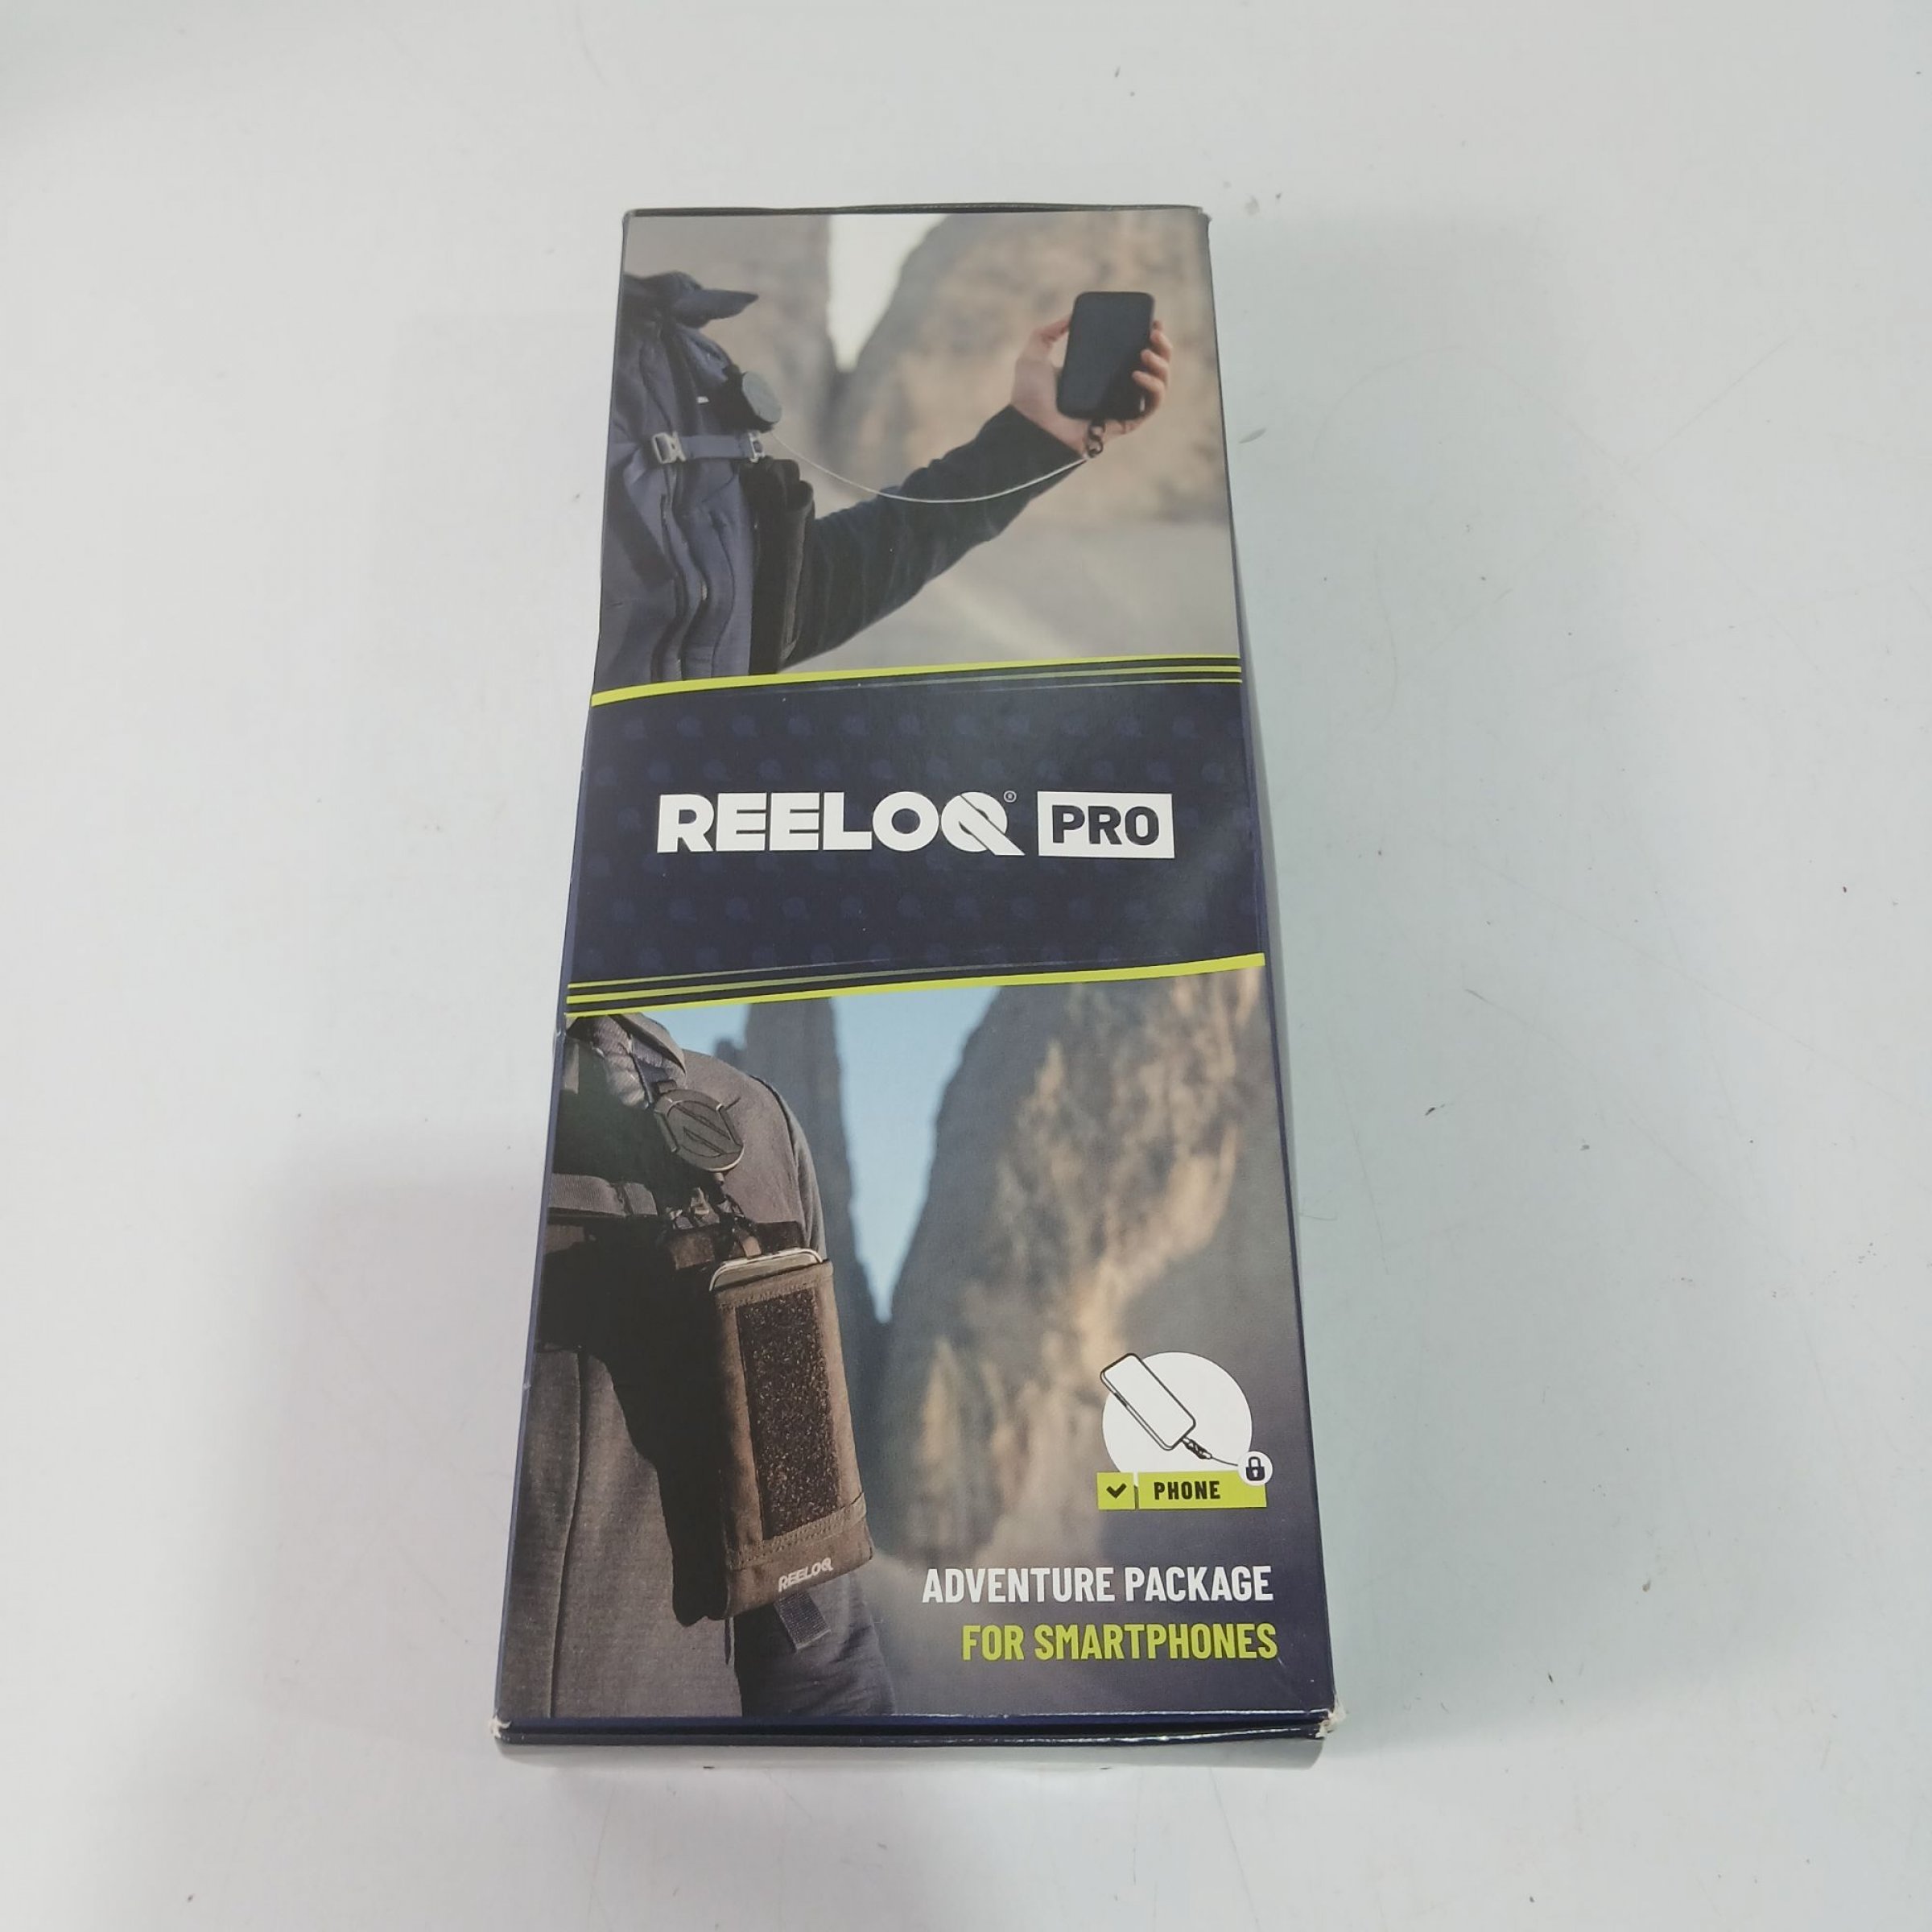 REELOQ® PRO
REELOQ
PHONE
ADVENTURE PACKAGE
FOR SMARTPHONES